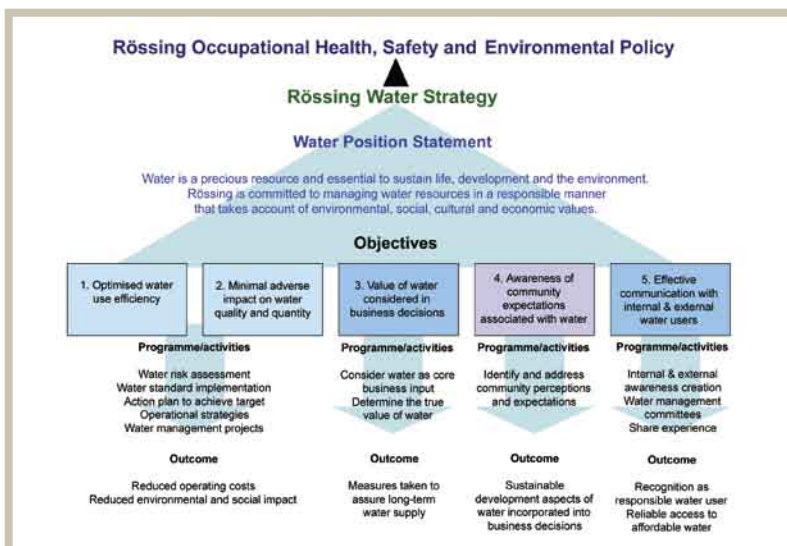 Rössing Occupational Health, Safety and Environmental Policy
Rössing Water Strategy
Water Position Statement
Water is a precious resource and essential to sustain life, development and the environment.
Rössing is committed to managing water resources in a responsible manner
that takes account of environmental, social, cultural and economic values.
Objectives
1. Optimised water
use efficiency
2. Minimal adverse
impact on water
quality and quantity
3. Value of water
considered in
business decisions
4. Awareness of
community
expectations
associated with water
5. Effective
communication with
internal & external
water users
Programme/activities
Water risk assessment
Water standard implementation
Action plan to achieve target
Operational strategies
Water management projects
Programme/activities
Consider water as core
business input
Determine the true
value of water
Programme/activities
Identify and address
community perceptions
and expectations
Programme/activities
Internal & external
awareness creation
Water management
committees
Share experience
Outcome
Reduced operating costs
Reduced environmental and social impact
Outcome
Measures taken to
assure long-term
water supply
Outcome
Sustainable
development aspects of
water incorporated into
business decisions
Outcome
Recognition as
responsible water user
Reliable access to
affordable water